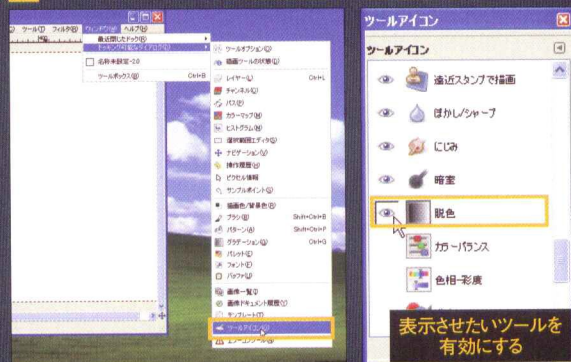 ツール(T) フィルタ(R) ウィンドウ(W) ヘルプ(H)
最近閉じたドック(R)
ドッキング可能なダイアログ(D)
名称未設定-2.0
ツールボックス(B) Ctrl+B
ツールオプション(O)
描画ツールの状態(D)
レイヤー(L) Ctrl+L
チャンネル(C)
パス(P)
カラーマップ(M)
ヒストグラム(H)
選択範囲エディタ(S)
ナビゲーション(V)
操作履歴(H)
ピクセル情報
サンプルポイント(S)
描画色/背景色(R)
ブラシ(B) Shift+Ctrl+B
パターン(A) Shift+Ctrl+P
グラデーション(G) Ctrl+G
パレット(E)
フォント(F)
バッファ(U)
画像一覧(I)
画像ドキュメント履歴(Y)
テンプレート(T)
ツールアイコン(O)
エラーコンソール(R)
ツールアイコン
ツールアイコン
遠近スタンプで描画
ぼかし/シャープ
にじみ
暗室
脱色
カラーバランス
色相-彩度
表示させたいツールを
有効にする